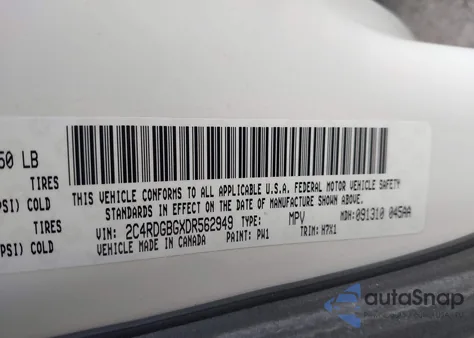 50 LB
TIRES
PSI) COLD
TIRES
PSI) COLD
THIS VEHICLE CONFORMS TO ALL APPLICABLE U.S.A. FEDERAL MOTOR VEHICLE SAFETY
STANDARDS IN EFFECT ON THE DATE OF MANUFACTURE SHOWN ABOVE.
VIN: 2C4RDGBGXDR562949 TYPE: MPV MDH: 091310 045AA
VEHICLE MADE IN CANADA PAINT: PW1 TRIM: H7X1
autoSnap